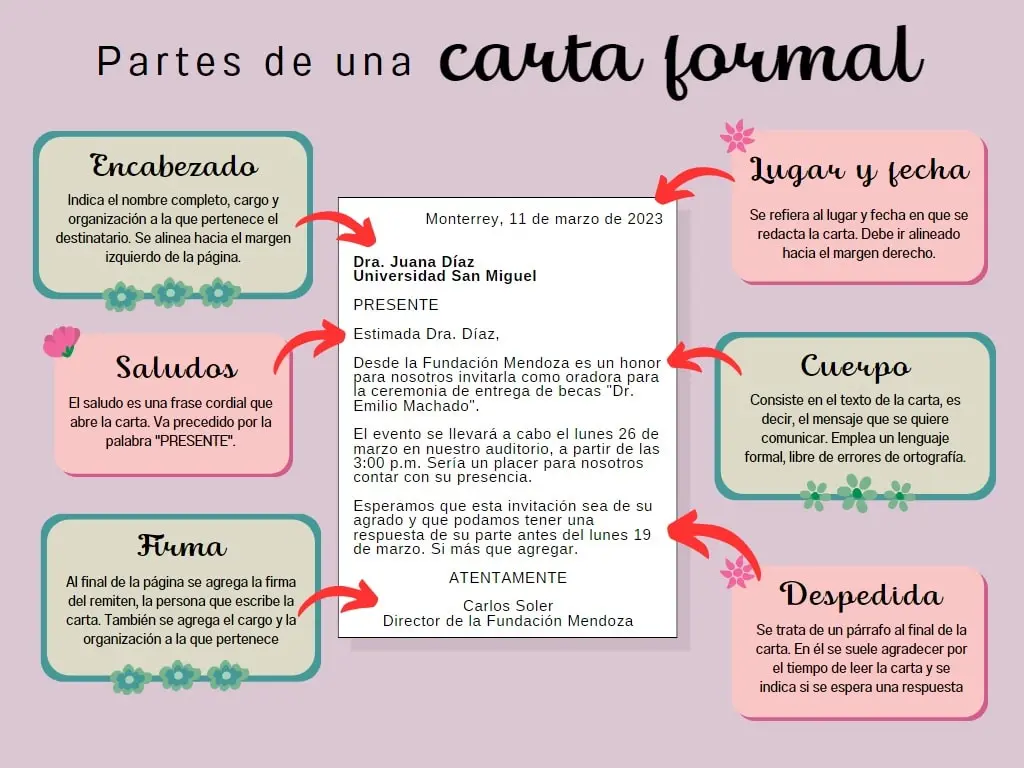 Partes de una carta formal
Encabezado
Indica el nombre completo, cargo y
organización a la que pertenece el
destinatario. Se alinea hacia el margen
izquierdo de la página.
Saludos
El saludo es una frase cordial que
abre la carta. Va precedido por la
palabra "PRESENTE".
Firma
Al final de la página se agrega la firma
del remiten, la persona que escribe la
carta. También se agrega el cargo y la
organización a la que pertenece
Monterrey, 11 de marzo de 2023
Dra. Juana Díaz
Universidad San Miguel
PRESENTE
Estimada Dra. Díaz,
Desde la Fundación Mendoza es un honor
para nosotros invitarla como oradora para
la ceremonia de entrega de becas "Dr.
Emilio Machado".
El evento se llevará a cabo el lunes 26 de
marzo en nuestro auditorio, a partir de las
3:00 p.m. Sería un placer para nosotros
contar con su presencia.
Esperamos que esta invitación sea de su
agrado y que podamos tener una
respuesta de su parte antes del lunes 19
de marzo. Si más que agregar.
ATENTAMENTE
Carlos Soler
Director de la Fundación Mendoza
Lugar y fecha
Se refiera al lugar y fecha en que se
redacta la carta. Debe ir alineado
hacia el margen derecho.
Cuerpo
Consiste en el texto de la carta, es
decir, el mensaje que se quiere
comunicar. Emplea un lenguaje
formal, libre de errores de ortografía.
Despedida
Se trata de un párrafo al final de la
carta. En él se suele agradecer por
el tiempo de leer la carta y se
indica si se espera una respuesta